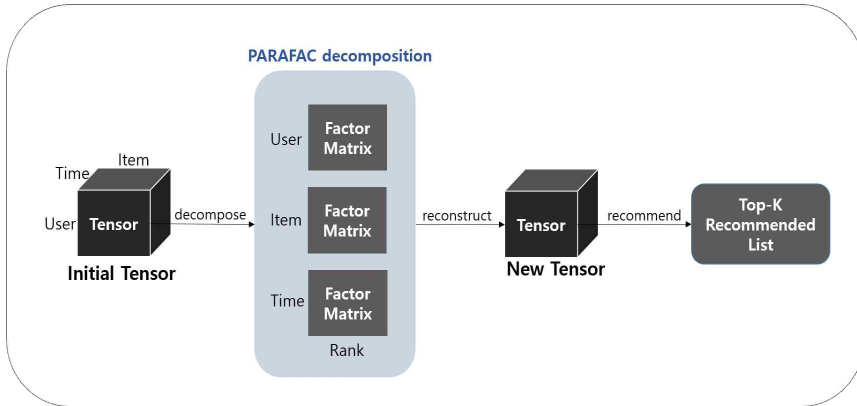 PARAFAC decomposition
User
Factor
Matrix
Item
Time
User
Tensor
decompose
Initial Tensor
Item
Factor
Matrix
reconstruct
Time
Factor
Matrix
Rank
Tensor
New Tensor
recommend
Top-K
Recommended
List